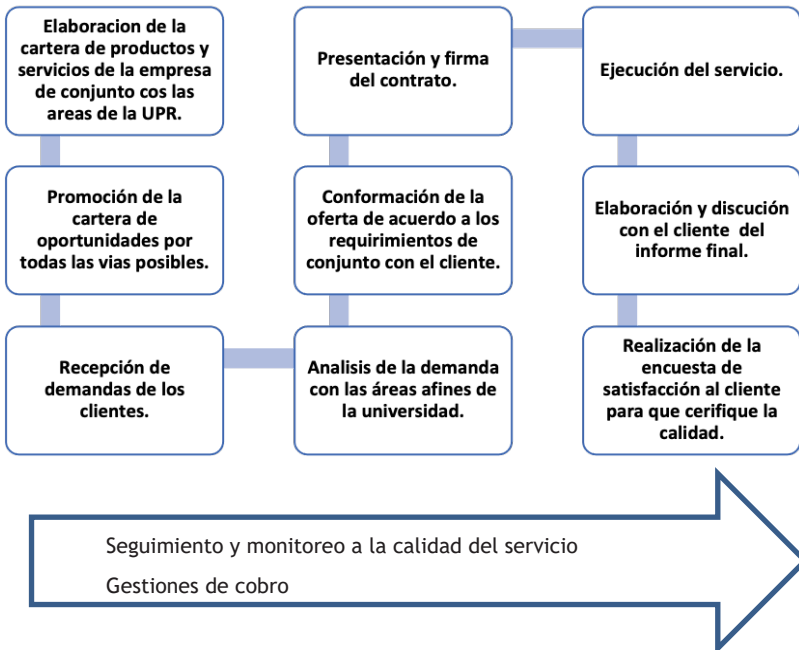 Elaboracion de la
cartera de productos y
servicios de la empresa
de conjunto cos las
areas de la UPR.
Promoción de la
cartera de
oportunidades por
todas las vias posibles.
Recepción de
demandas de los
clientes.
Analisis de la demanda
con las áreas afines de
la universidad.
Conformación de la
oferta de acuerdo a los
requirimientos de
conjunto con el cliente.
Presentación y firma
del contrato.
Ejecución del servicio.
Elaboración y discución
con el cliente del
informe final.
Realización de la
encuesta de
satisfacción al cliente
para que cerifique la
calidad.
Seguimiento y monitoreo a la calidad del servicio
Gestiones de cobro